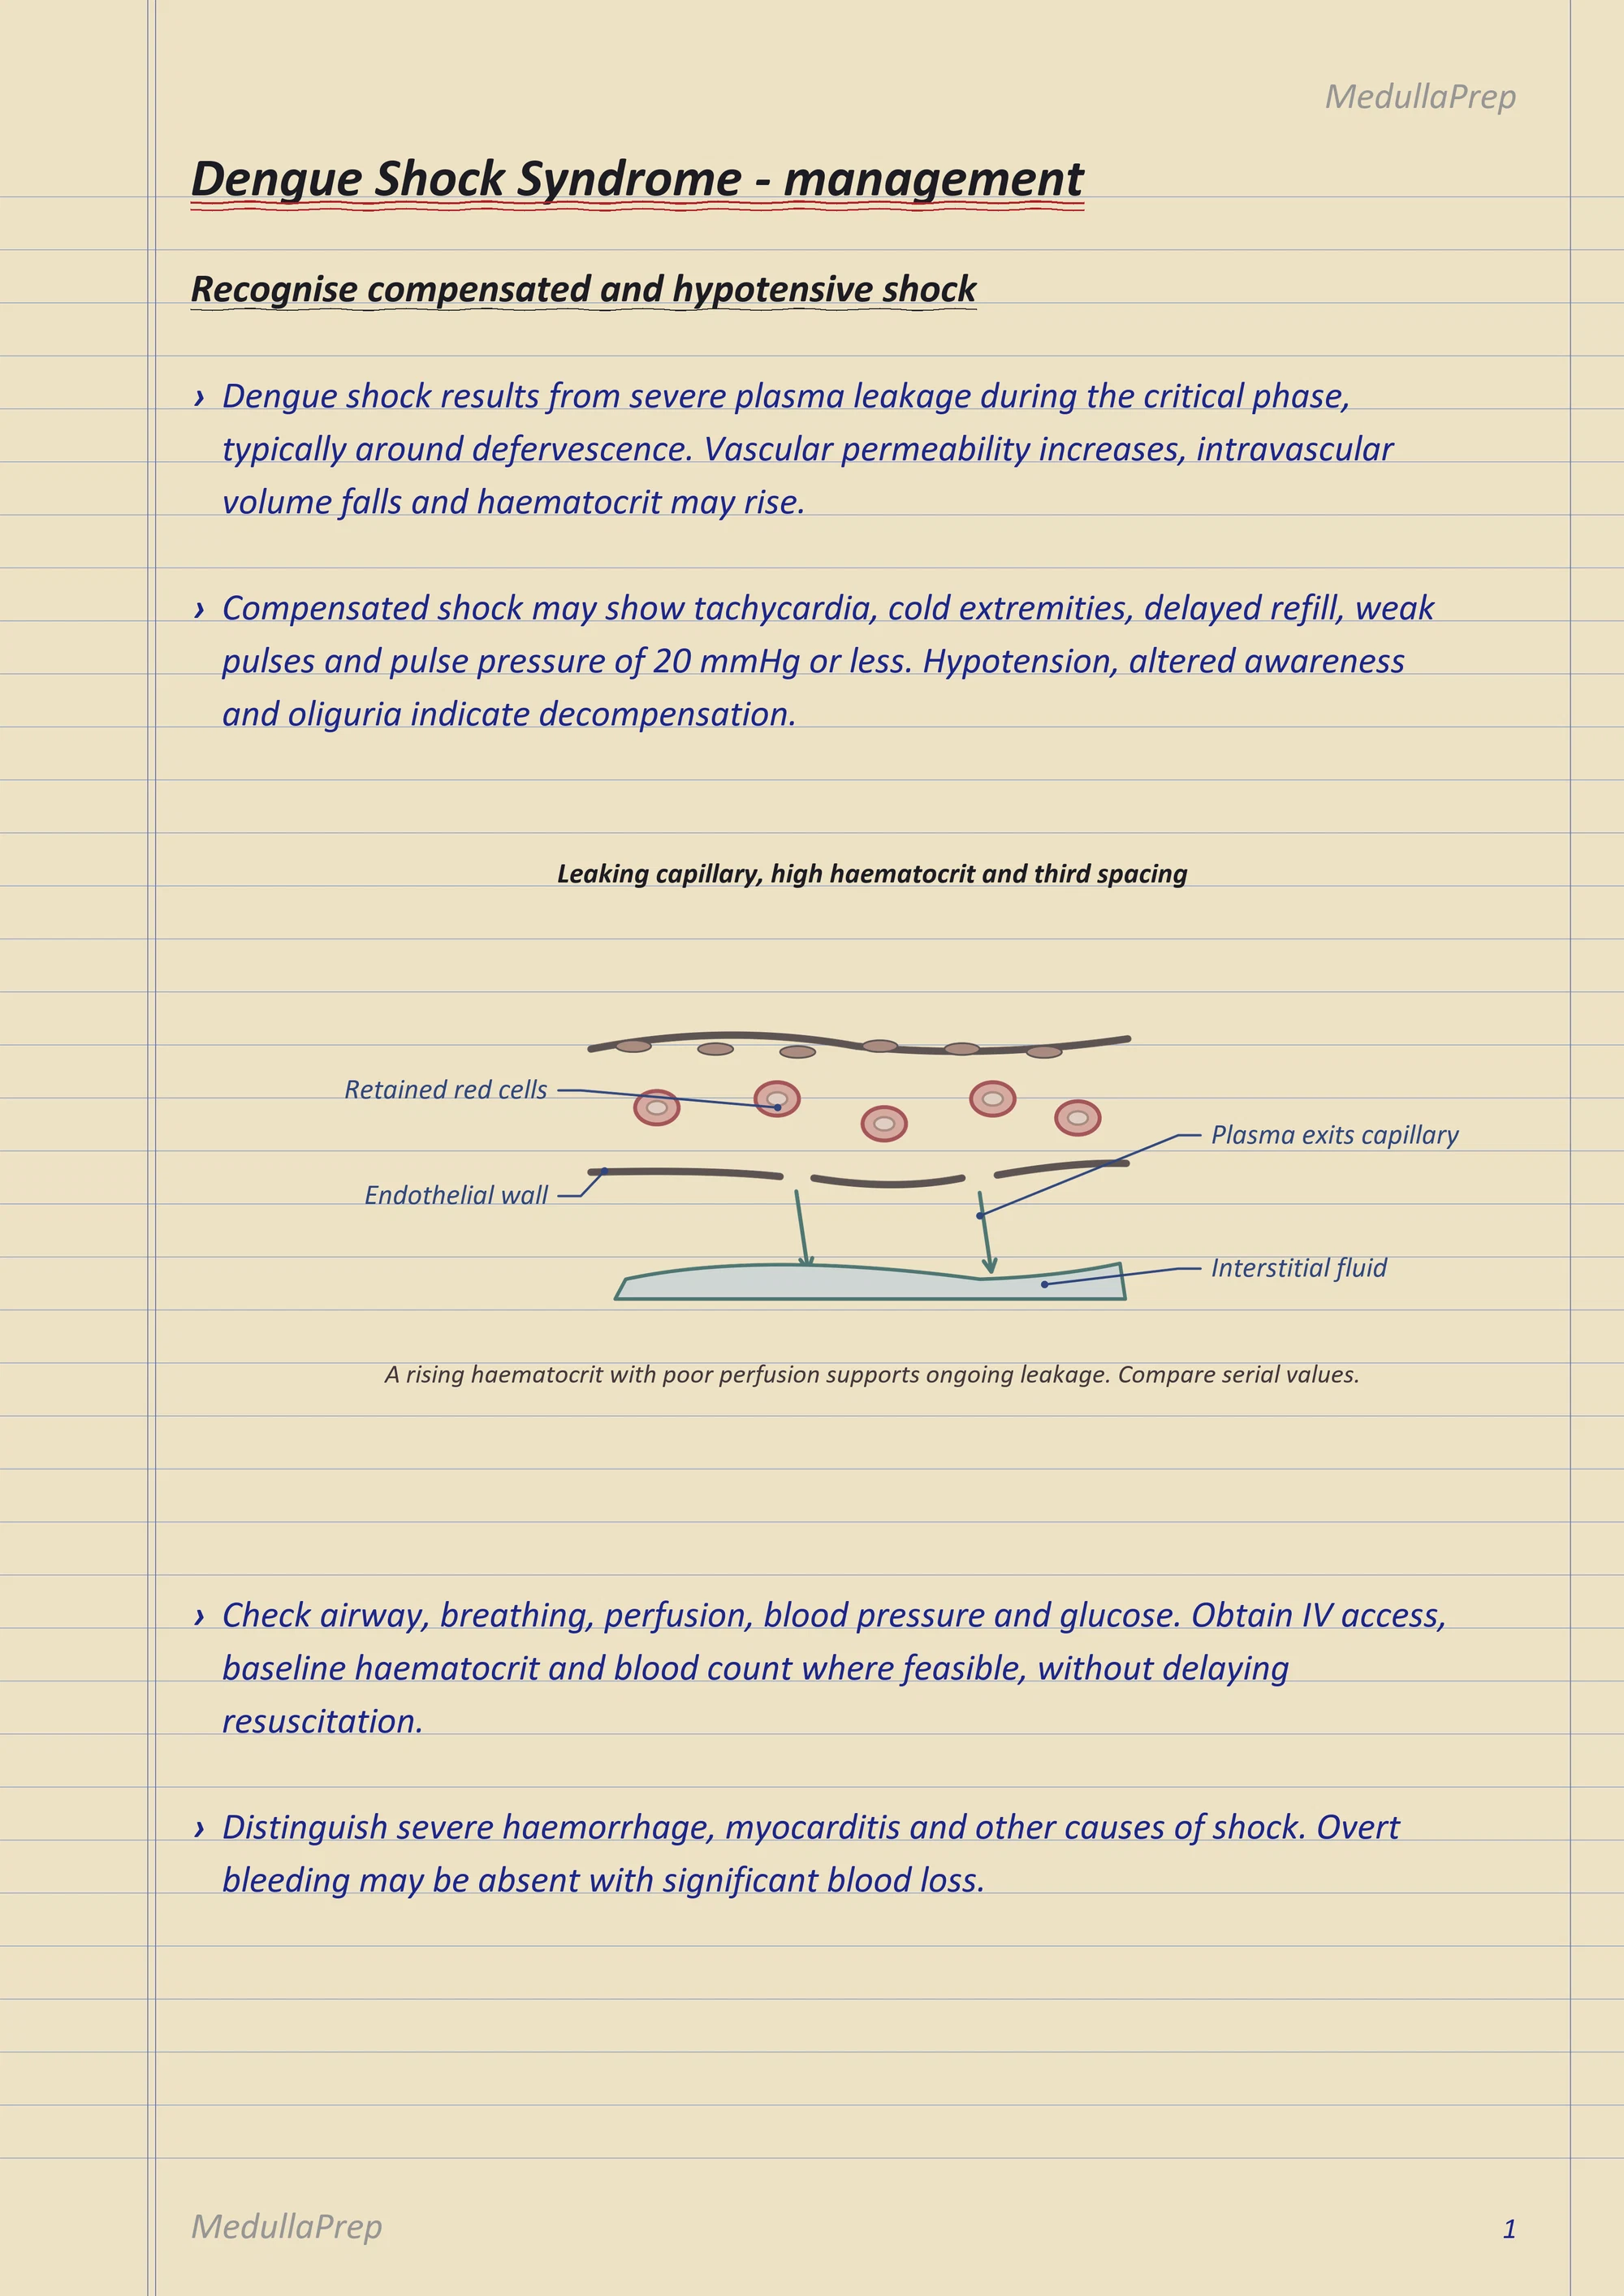 MedullaPrep
Dengue Shock Syndrome - management
Recognise compensated and hypotensive shock
› Dengue shock results from severe plasma leakage during the critical phase,
typically around defervescence. Vascular permeability increases, intravascular
volume falls and haematocrit may rise.
› Compensated shock may show tachycardia, cold extremities, delayed refill, weak
pulses and pulse pressure of 20 mmHg or less. Hypotension, altered awareness
and oliguria indicate decompensation.
Leaking capillary, high haematocrit and third spacing
Retained red cells
Plasma exits capillary
Endothelial wall
Interstitial fluid
A rising haematocrit with poor perfusion supports ongoing leakage. Compare serial values.
› Check airway, breathing, perfusion, blood pressure and glucose. Obtain IV access,
baseline haematocrit and blood count where feasible, without delaying
resuscitation.
› Distinguish severe haemorrhage, myocarditis and other causes of shock. Overt
bleeding may be absent with significant blood loss.
MedullaPrep
1